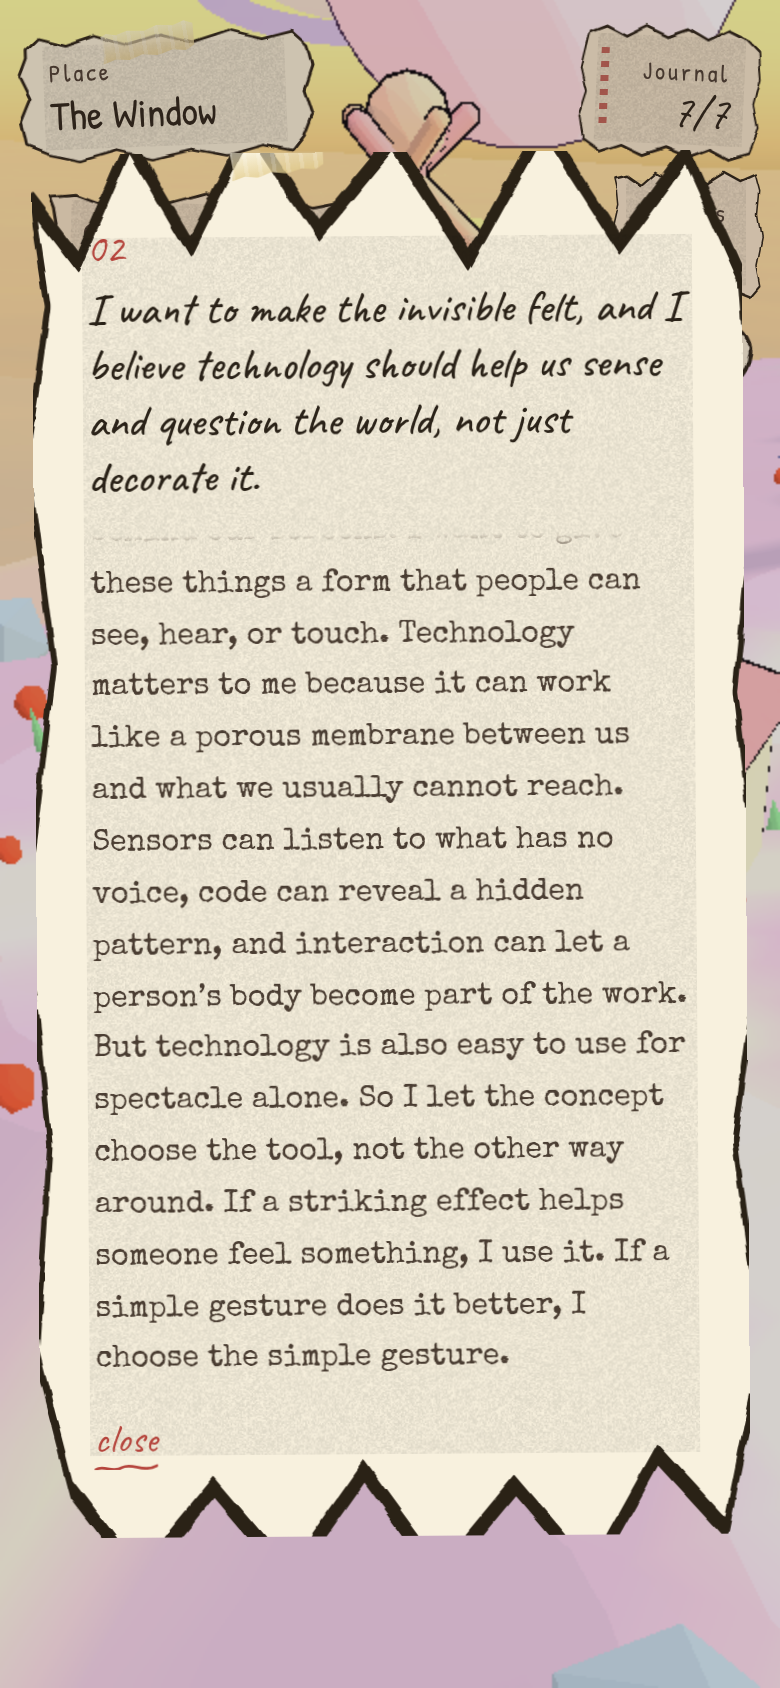 Place
The Window
Journal
7/7
s
02
I want to make the invisible felt, and I
believe technology should help us sense
and question the world, not just
decorate it.
these things a form that people can
see, hear, or touch. Technology
matters to me because it can work
like a porous membrane between us
and what we usually cannot reach.
Sensors can listen to what has no
voice, code can reveal a hidden
pattern, and interaction can let a
person’s body become part of the work.
But technology is also easy to use for
spectacle alone. So I let the concept
choose the tool, not the other way
around. If a striking effect helps
someone feel something, I use it. If a
simple gesture does it better, I
choose the simple gesture.
close